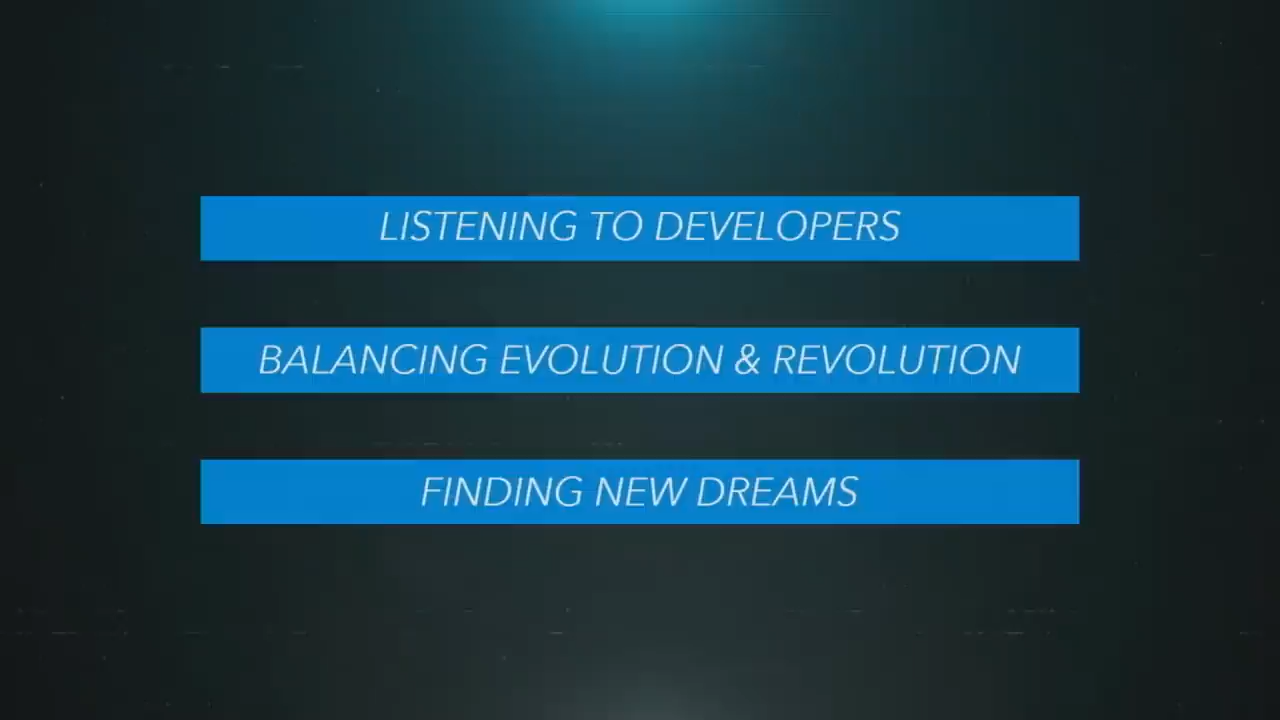 LISTENING TO DEVELOPERS
BALANCING EVOLUTION & REVOLUTION
FINDING NEW DREAMS